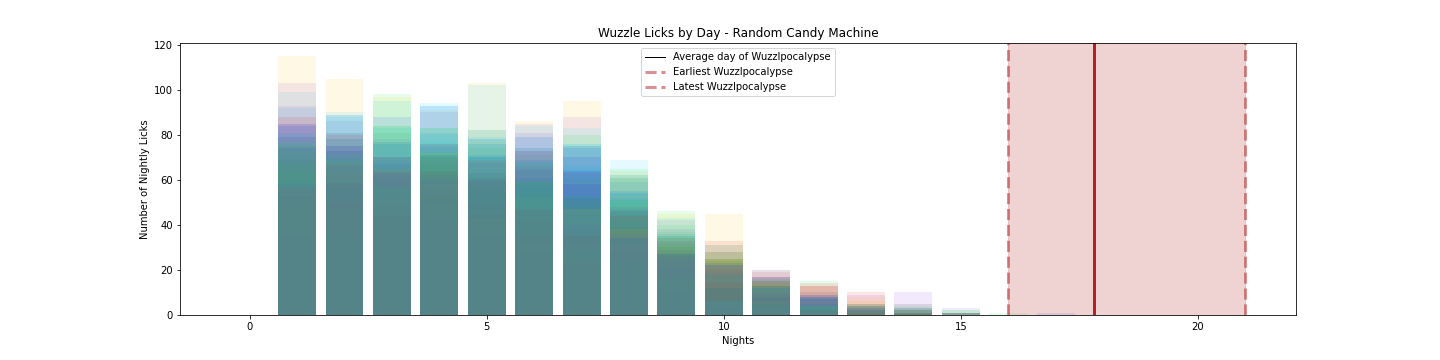 Wuzzle Licks by Day - Random Candy Machine
Average day of Wuzzlpocalypse
Earliest Wuzzlpocalypse
Latest Wuzzlpocalypse
Number of Nightly Licks
120
100
80
60
40
20
0
0 5 10 15 20
Nights